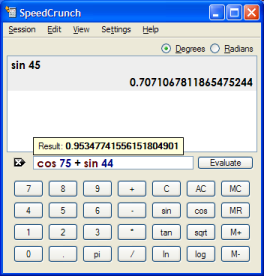 SpeedCrunch
Session Edit View Settings Help
Degrees Radians
sin 45
0.7071067811865475244
Result: 0.95347741556151804901
cos 75 + sin 44 Evaluate
7 8 9 + C AC MC
4 5 6 - sin cos MR
1 2 3 * tan sqrt M+
0 . pi / ln log M-